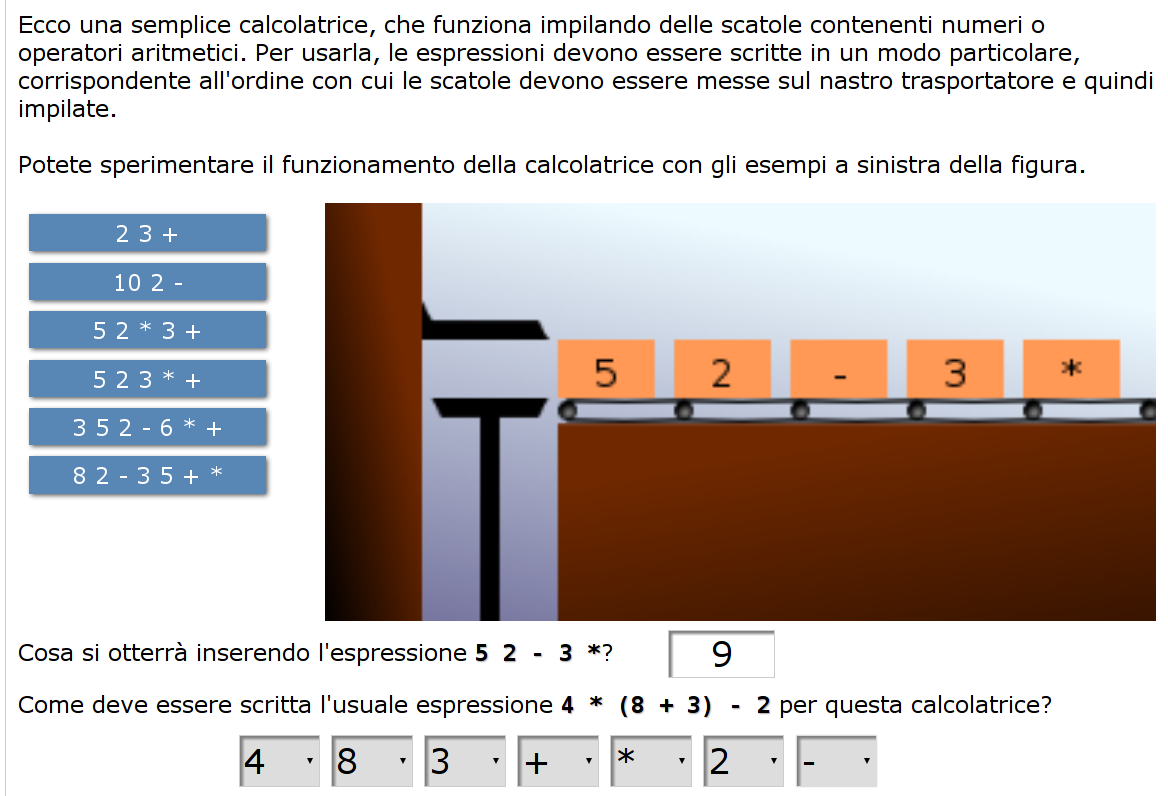 Ecco una semplice calcolatrice, che funziona impilando delle scatole contenenti numeri o
operatori aritmetici. Per usarla, le espressioni devono essere scritte in un modo particolare,
corrispondente all'ordine con cui le scatole devono essere messe sul nastro trasportatore e quindi
impilate.
Potete sperimentare il funzionamento della calcolatrice con gli esempi a sinistra della figura.
2 3 +
10 2 -
5 2 * 3 +
5 2 3 * +
3 5 2 - 6 * +
8 2 - 3 5 + *
5 2 - 3 *
Cosa si otterrà inserendo l'espressione 5 2 - 3 *? 9
Come deve essere scritta l'usuale espressione 4 * (8 + 3) - 2 per questa calcolatrice?
4 8 3 + * 2 -